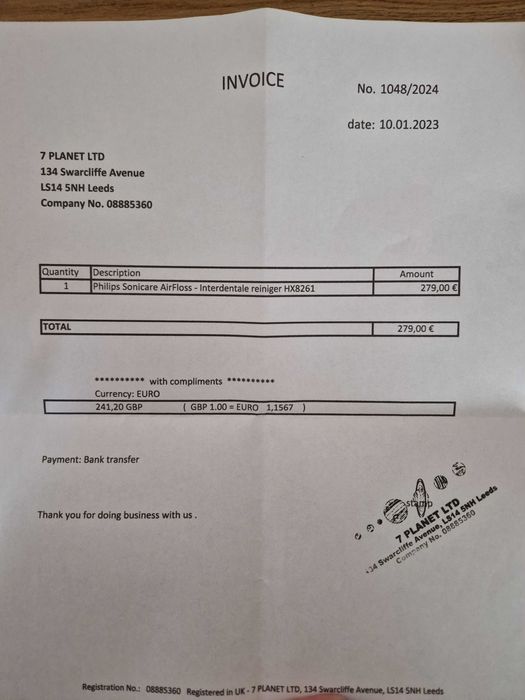 INVOICE
No. 1048/2024
date: 10.01.2023
7 PLANET LTD
134 Swarcliffe Avenue
LS14 5NH Leeds
Company No. 08885360
Quantity Description Amount
1 Philips Sonicare AirFloss - Interdentale reiniger HX8261 279,00 €
TOTAL 279,00 €
********** with compliments **********
Currency: EURO
241,20 GBP ( GBP 1.00 = EURO 1,1567 )
Payment: Bank transfer
Thank you for doing business with us .
stamp
7 PLANET LTD
134 Swarcliffe Avenue, LS14 5NH Leeds
Company No. 08885360
Registration No.: 08885360 Registered in UK - 7 PLANET LTD, 134 Swarcliffe Avenue, LS14 5NH Leeds